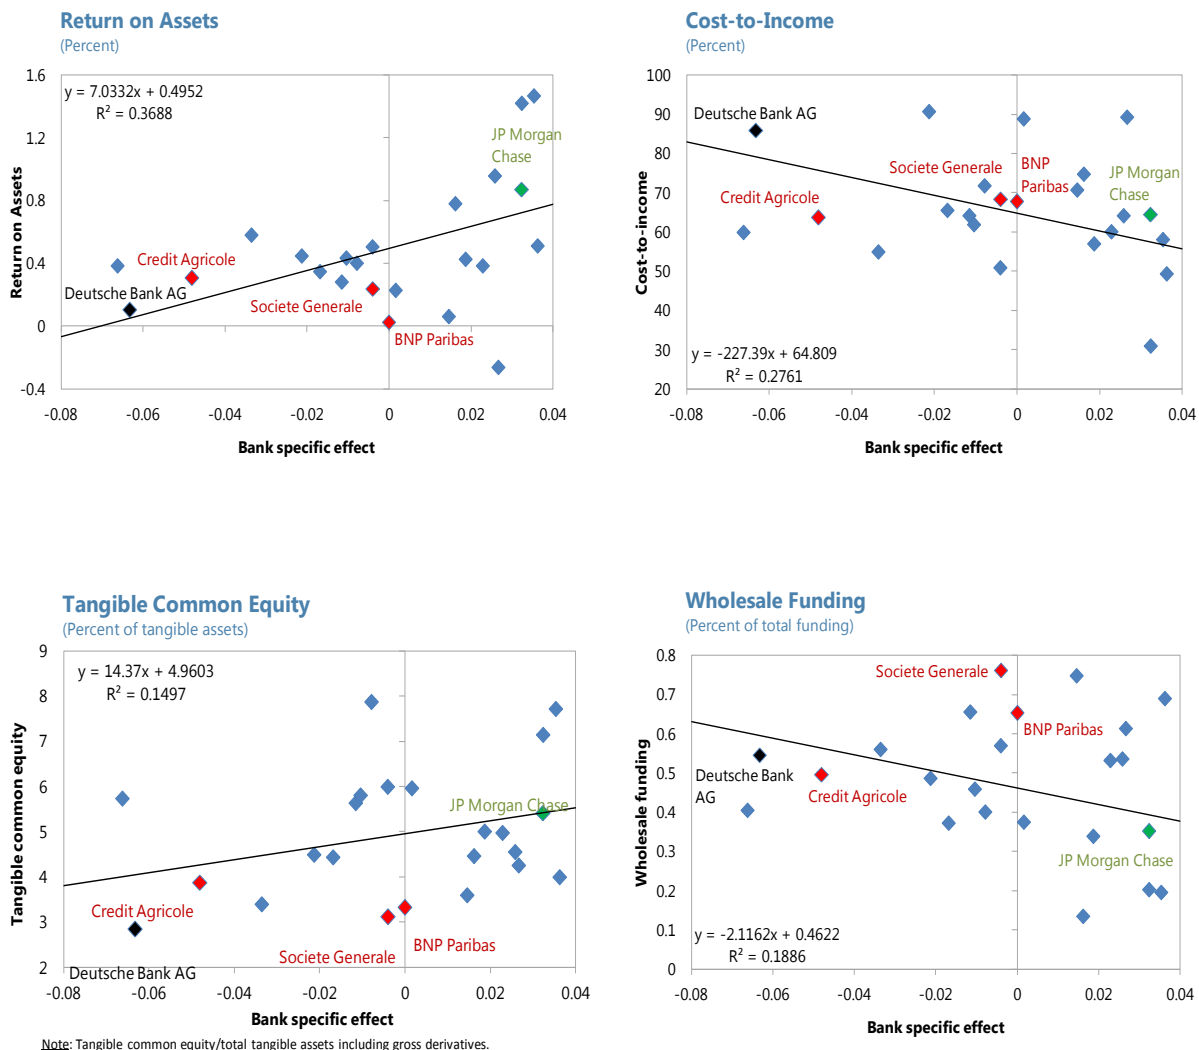 Return on Assets
(Percent)
1.6
1.2
0.8
0.4
0
-0.4
Return on Assets
y = 7.0332x + 0.4952
R² = 0.3688
JP Morgan
Chase
Credit Agricole
Deutsche Bank AG
Societe Generale
BNP Paribas
-0.08 -0.06 -0.04 -0.02 0 0.02 0.04
Bank specific effect
Cost-to-Income
(Percent)
100
90
80
70
60
50
40
30
20
Cost-to-income
Deutsche Bank AG
Societe Generale
BNP
Paribas
JP Morgan
Chase
Credit Agricole
y = -227.39x + 64.809
R² = 0.2761
-0.08 -0.06 -0.04 -0.02 0 0.02 0.04
Bank specific effect
Tangible Common Equity
(Percent of tangible assets)
9
8
7
6
5
4
3
2
Tangible common equity
y = 14.37x + 4.9603
R² = 0.1497
JP Morgan Chase
Credit Agricole
BNP Paribas
Societe Generale
Deutsche Bank AG
-0.08 -0.06 -0.04 -0.02 0 0.02 0.04
Bank specific effect
Note: Tangible common equity/total tangible assets including gross derivatives.
Wholesale Funding
(Percent of total funding)
0.8
0.7
0.6
0.5
0.4
0.3
0.2
0.1
0
Wholesale funding
Societe Generale
BNP Paribas
Deutsche Bank
AG
Credit Agricole
JP Morgan Chase
y = -2.1162x + 0.4622
R² = 0.1886
-0.08 -0.06 -0.04 -0.02 0 0.02 0.04
Bank specific effect